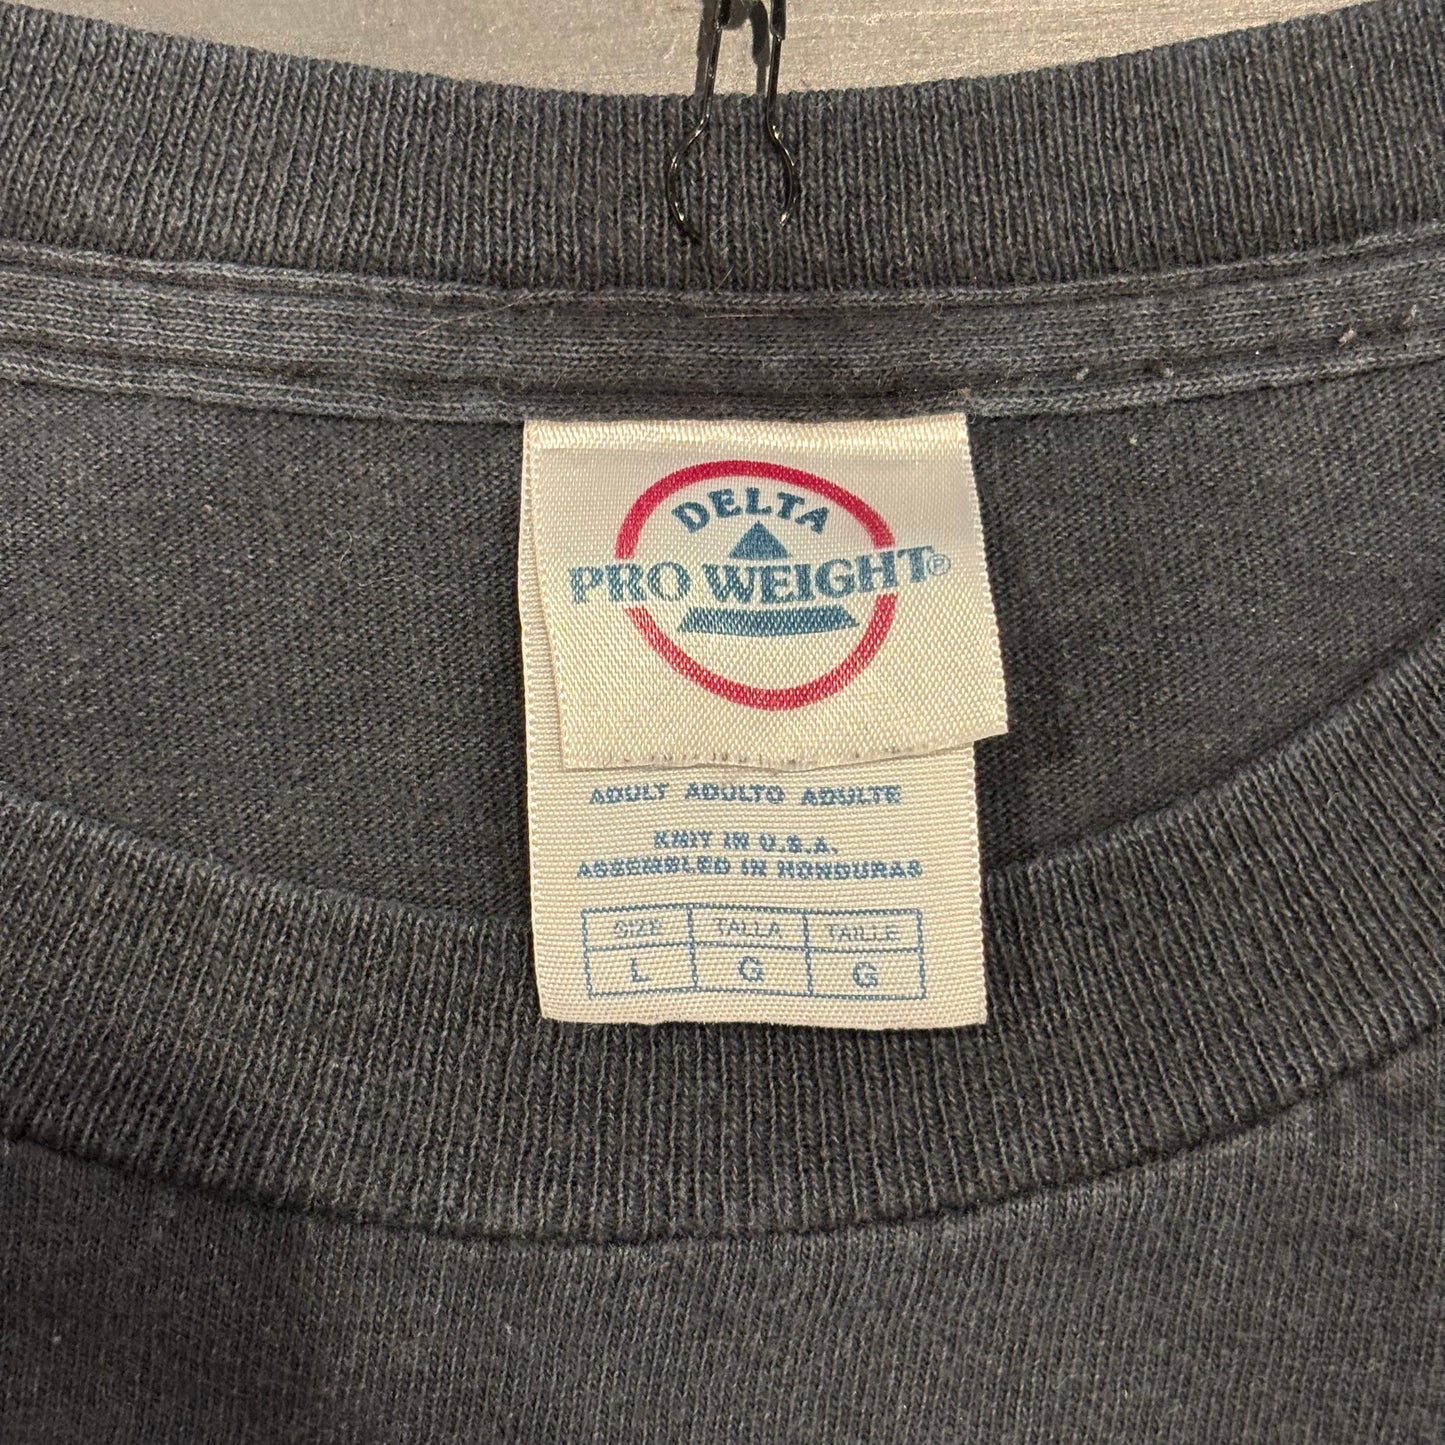 DELTA
PRO WEIGHT®
ADULT ADULTO ADULTE
KNIT IN U.S.A.
ASSEMBLED IN HONDURAS
SIZE TALLA TAILLE
L G G